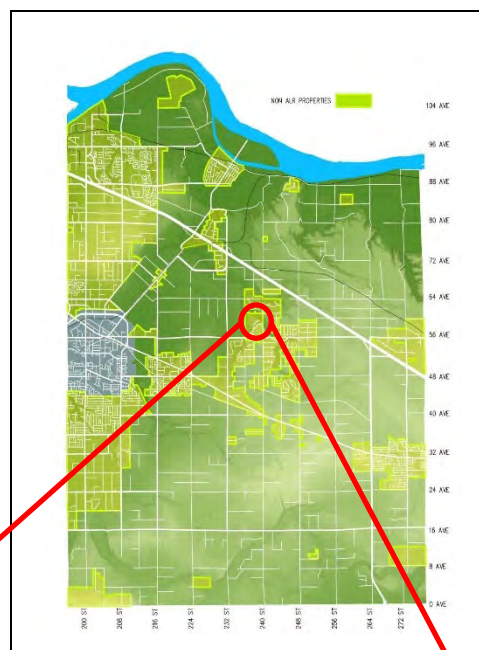 NON ALR PROPERTIES
104 AVE
96 AVE
88 AVE
80 AVE
72 AVE
64 AVE
56 AVE
48 AVE
40 AVE
32 AVE
24 AVE
16 AVE
8 AVE
0 AVE
200 ST
208 ST
216 ST
224 ST
232 ST
240 ST
248 ST
256 ST
264 ST
272 ST